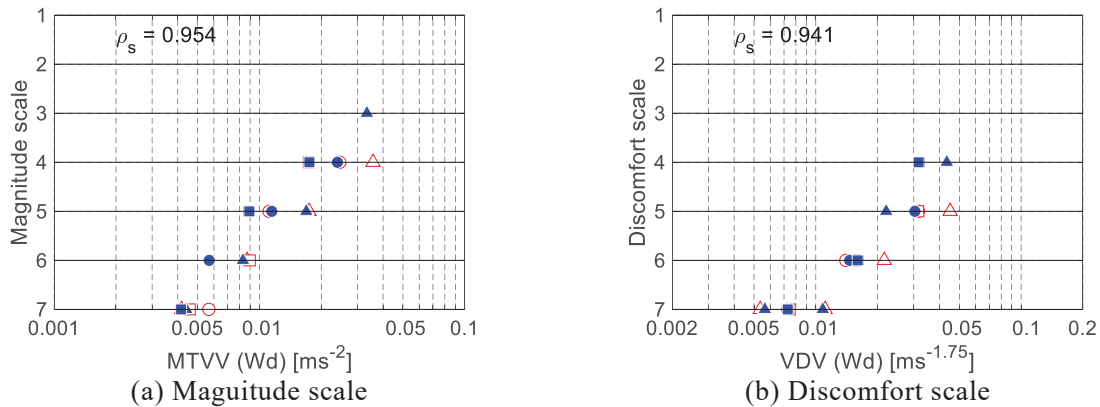 ρs = 0.954
1
2
3
4
5
6
7
Magnitude scale
0.001 0.005 0.01 0.05 0.1
MTVV (Wd) [ms-2]
(a) Maguitude scale
ρs = 0.941
1
2
3
4
5
6
7
Discomfort scale
0.002 0.005 0.01 0.05 0.1 0.2
VDV (Wd) [ms-1.75]
(b) Discomfort scale